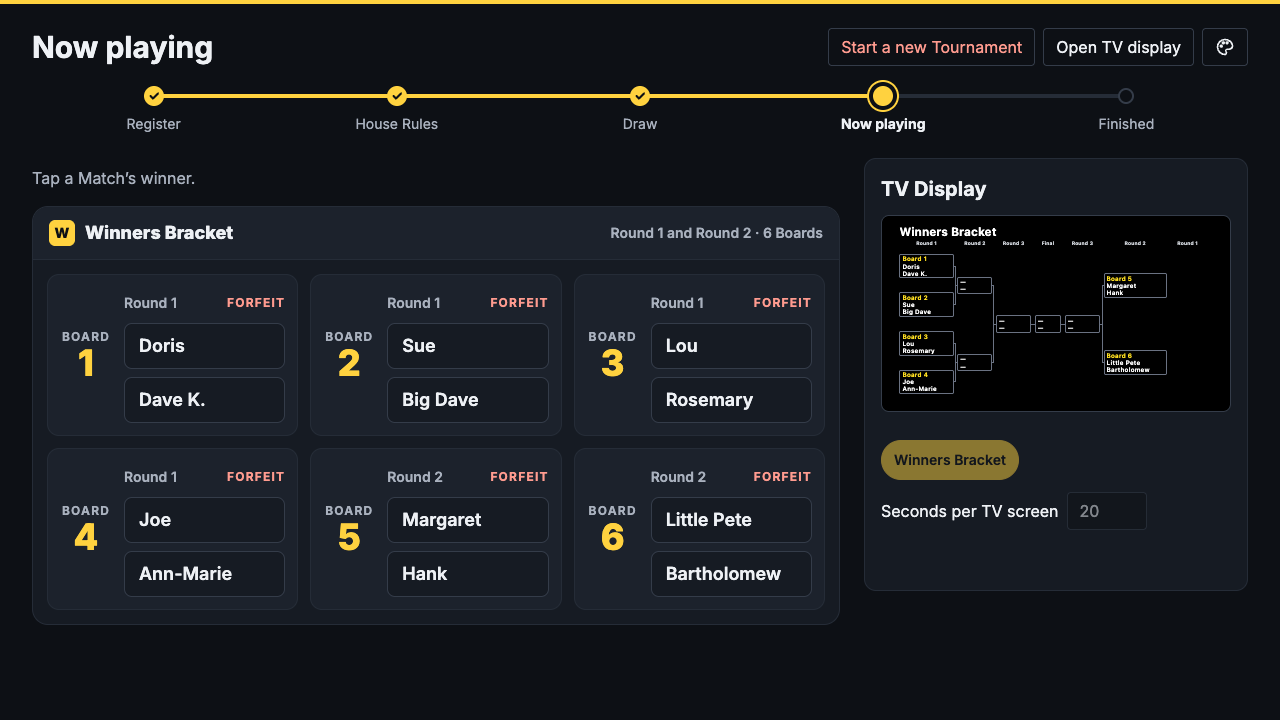 Now playing
Start a new Tournament
Open TV display
Register
House Rules
Draw
Now playing
Finished
Tap a Match’s winner.
W Winners Bracket
Round 1 and Round 2 · 6 Boards
Round 1 FORFEIT
BOARD 1
Doris
Dave K.
Round 1 FORFEIT
BOARD 2
Sue
Big Dave
Round 1 FORFEIT
BOARD 3
Lou
Rosemary
Round 1 FORFEIT
BOARD 4
Joe
Ann-Marie
Round 2 FORFEIT
BOARD 5
Margaret
Hank
Round 2 FORFEIT
BOARD 6
Little Pete
Bartholomew
TV Display
Winners Bracket
Round 1 Round 2 Round 3 Final Round 3 Round 2 Round 1
Board 1
Doris
Dave K.
Board 2
Sue
Big Dave
Board 3
Lou
Rosemary
Board 4
Joe
Ann-Marie
Board 5
Margaret
Hank
Board 6
Little Pete
Bartholomew
Winners Bracket
Seconds per TV screen 20